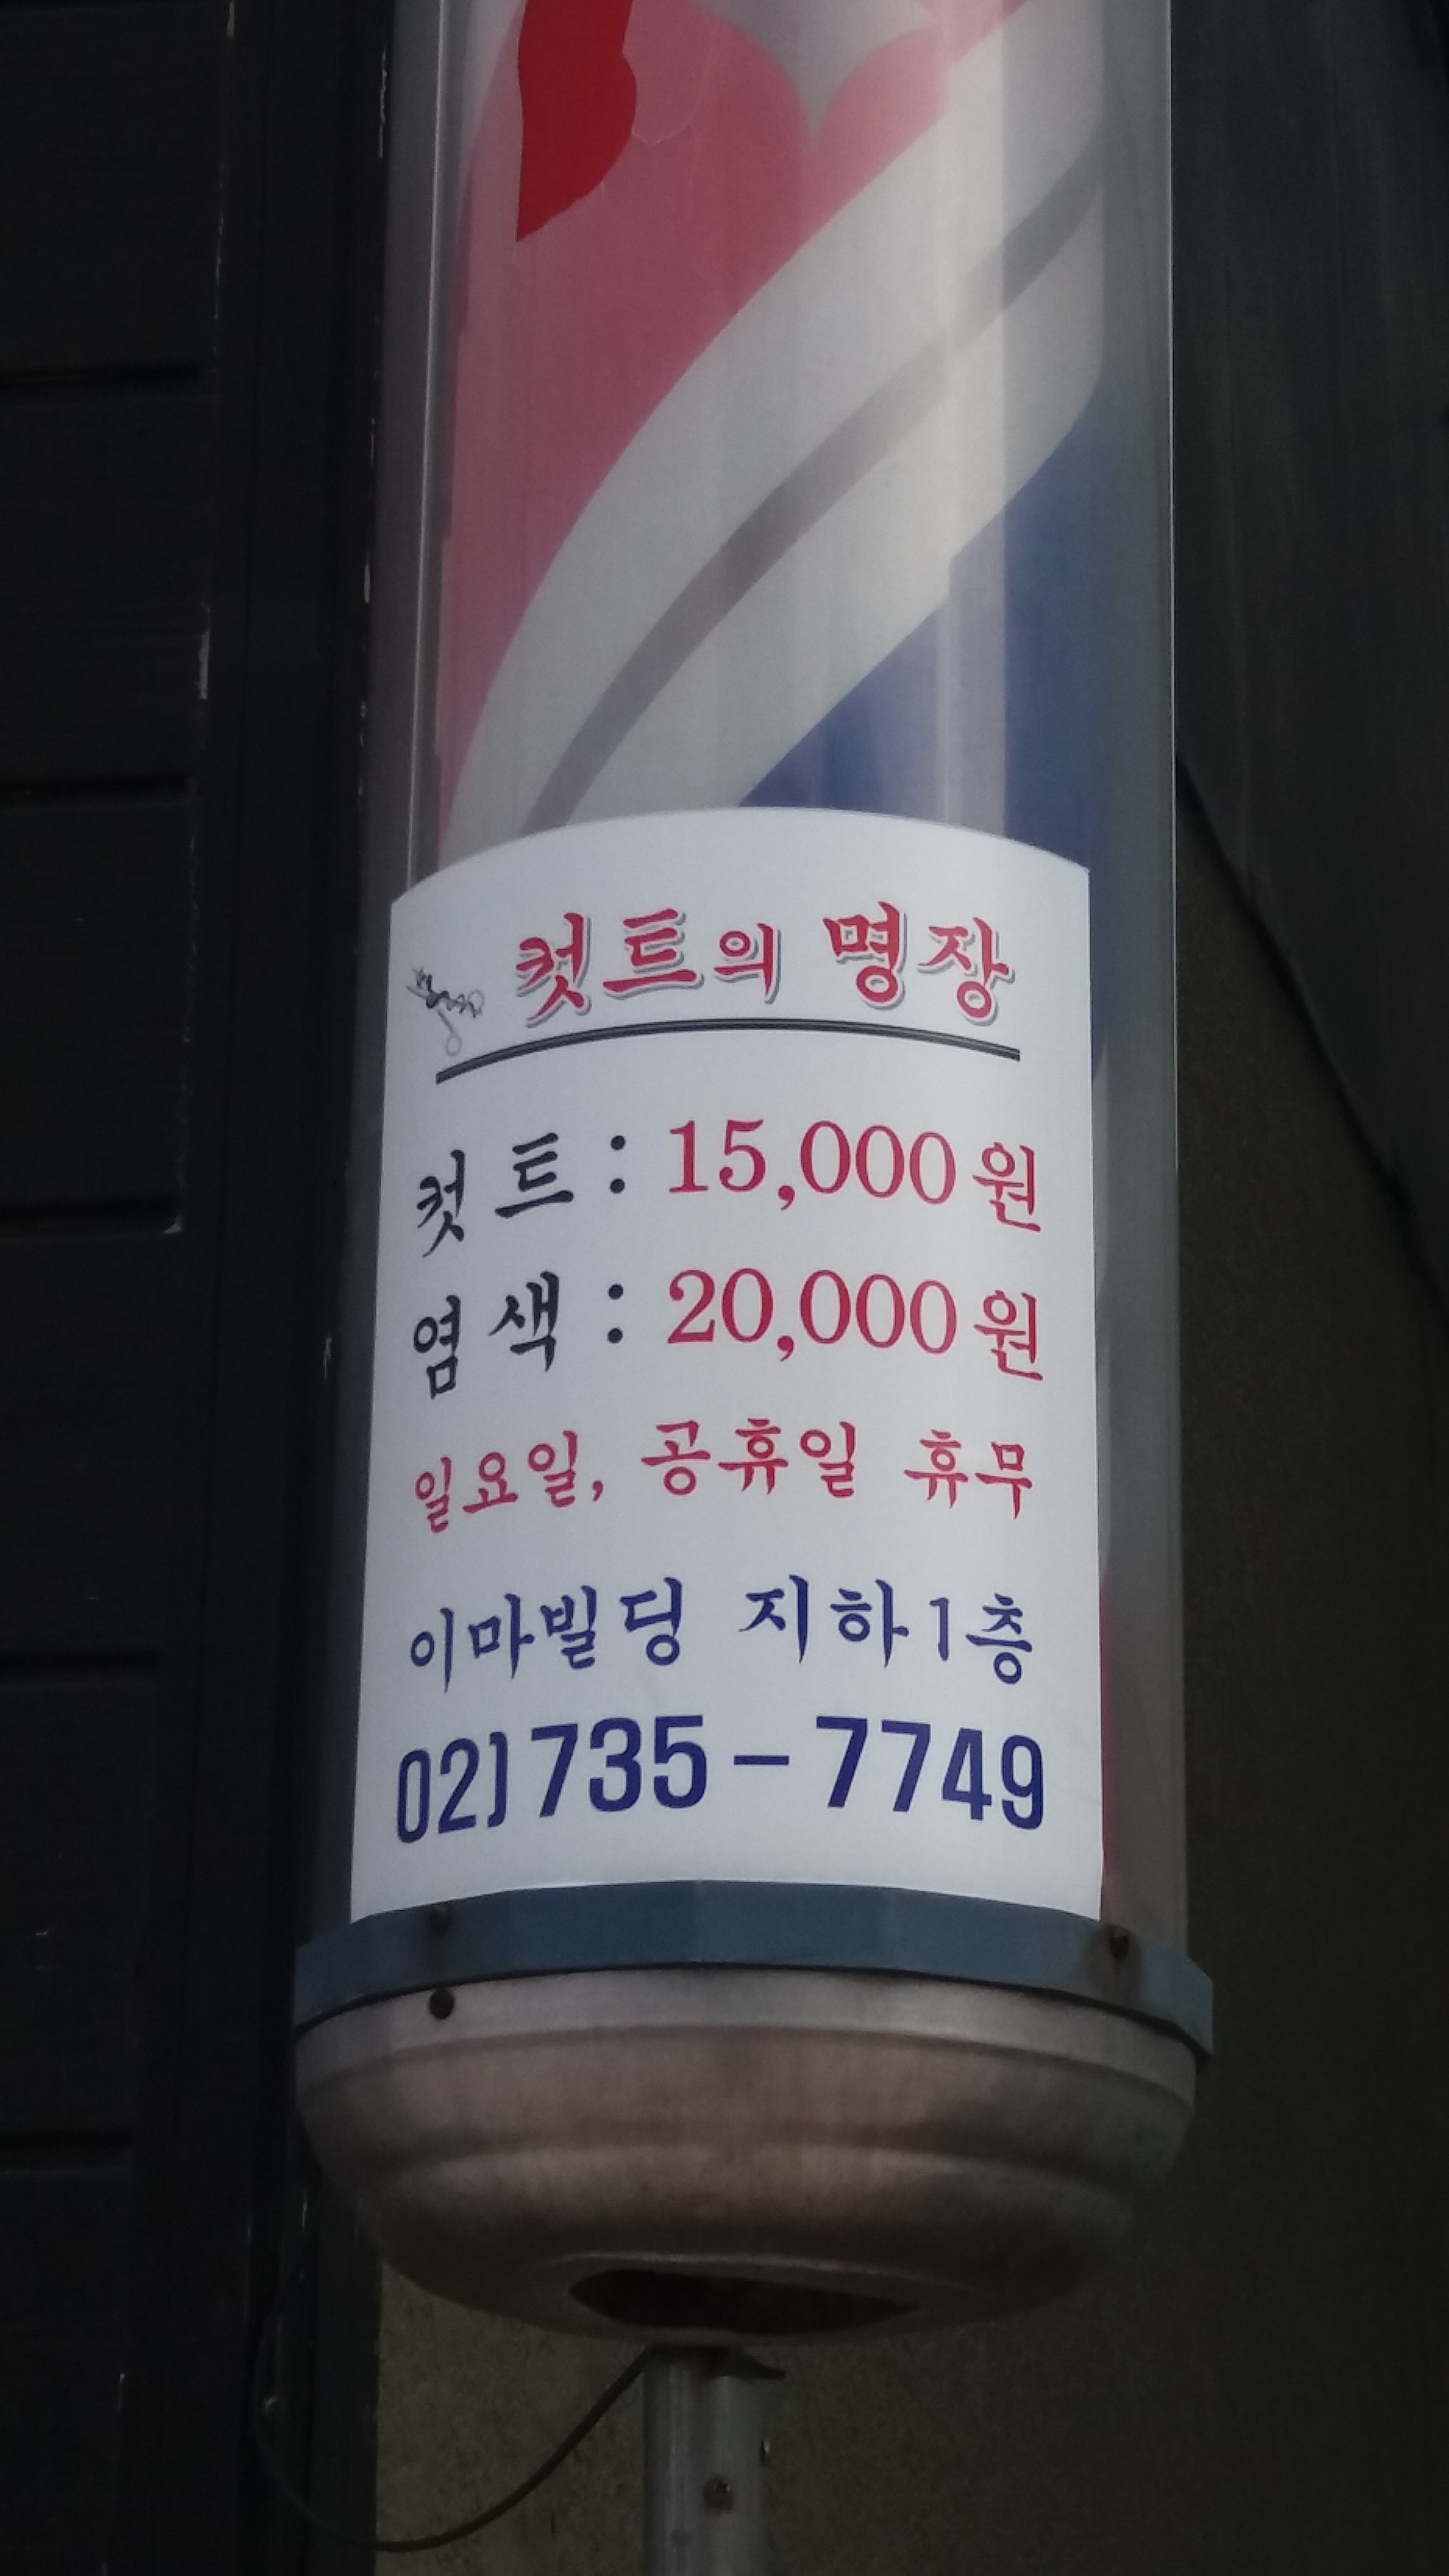 컷트의 명장
컷트 : 15,000원
염색 : 20,000원
일요일, 공휴일 휴무
이마빌딩 지하1층
02)735-7749